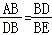 AB/DB = BD/BE